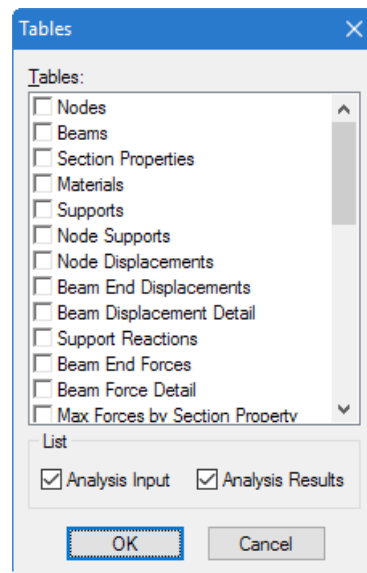 Tables
Tables:
Nodes
Beams
Section Properties
Materials
Supports
Node Supports
Node Displacements
Beam End Displacements
Beam Displacement Detail
Support Reactions
Beam End Forces
Beam Force Detail
Max Forces by Section Property
List
Analysis Input Analysis Results
OK Cancel